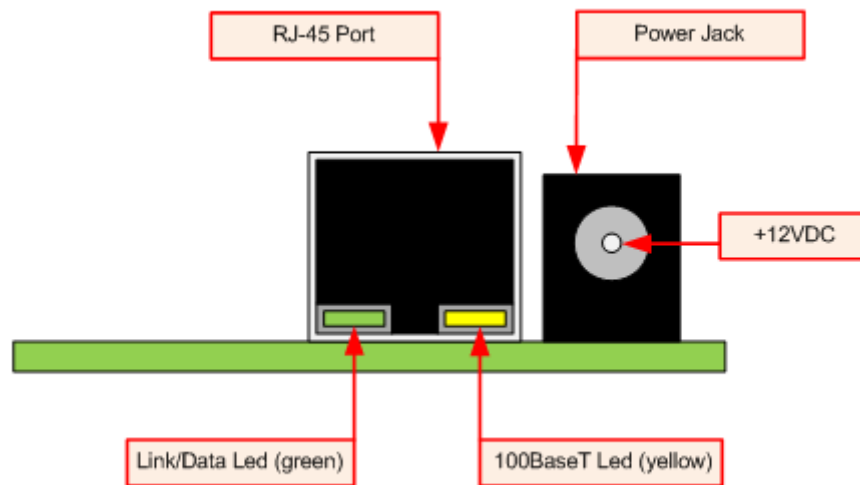 RJ-45 Port
Power Jack
+12VDC
Link/Data Led (green)
100BaseT Led (yellow)